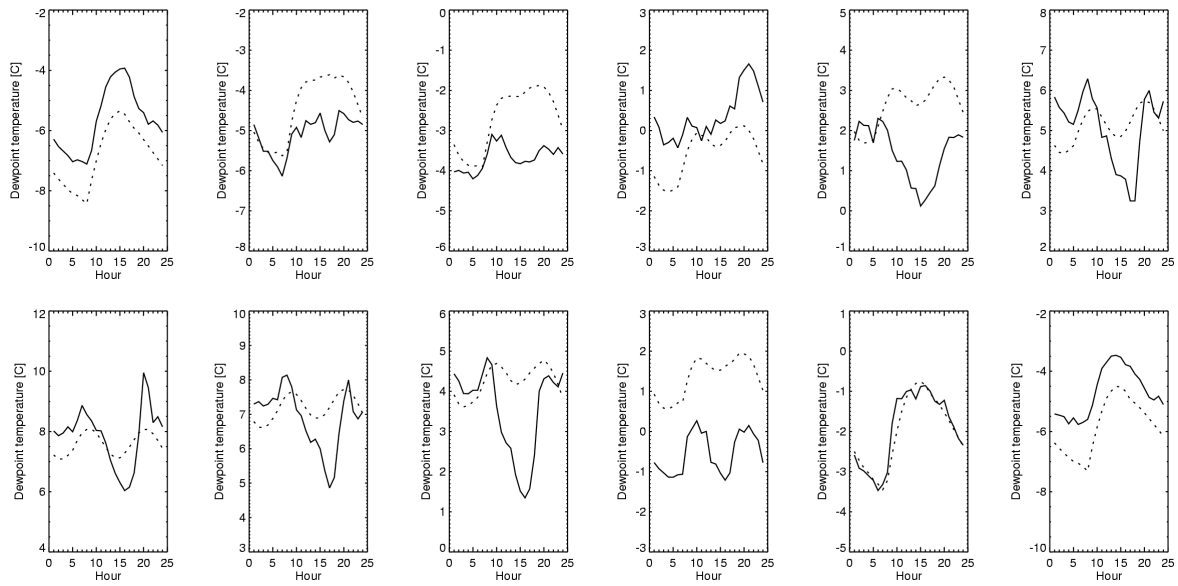 -2 -2 0 3 5 8
-4 -3 -1 2 4 7
-4 -2 1 3 6
-6 -5 -3 0 2 5
-6 -4 -1 1 4
-8 -7 -5 -2 0 3
-10 -8 -6 -3 -1 2
Dewpoint temperature [C] Dewpoint temperature [C] Dewpoint temperature [C] Dewpoint temperature [C] Dewpoint temperature [C] Dewpoint temperature [C]
0 5 10 15 20 25 0 5 10 15 20 25 0 5 10 15 20 25 0 5 10 15 20 25 0 5 10 15 20 25 0 5 10 15 20 25
Hour Hour Hour Hour Hour Hour
12 10 6 3 1 -2
10 9 5 2 0 -4
8 4 1 -1
8 7 3 0 -2 -6
6 6 2 -1 -3 -8
5 1 -2 -4
4 3 0 -3 -5 -10
Dewpoint temperature [C] Dewpoint temperature [C] Dewpoint temperature [C] Dewpoint temperature [C] Dewpoint temperature [C] Dewpoint temperature [C]
0 5 10 15 20 25 0 5 10 15 20 25 0 5 10 15 20 25 0 5 10 15 20 25 0 5 10 15 20 25 0 5 10 15 20 25
Hour Hour Hour Hour Hour Hour